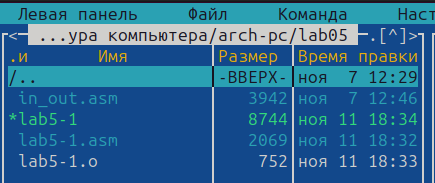 Левая панель Файл Команда Наст
<- ...ура компьютера/arch-pc/lab05 -.[^]>
.и Имя Размер Время правки
/.. -ВВЕРХ- ноя 7 12:29
in_out.asm 3942 ноя 7 12:46
*lab5-1 8744 ноя 11 18:34
lab5-1.asm 2069 ноя 11 18:32
lab5-1.o 752 ноя 11 18:33